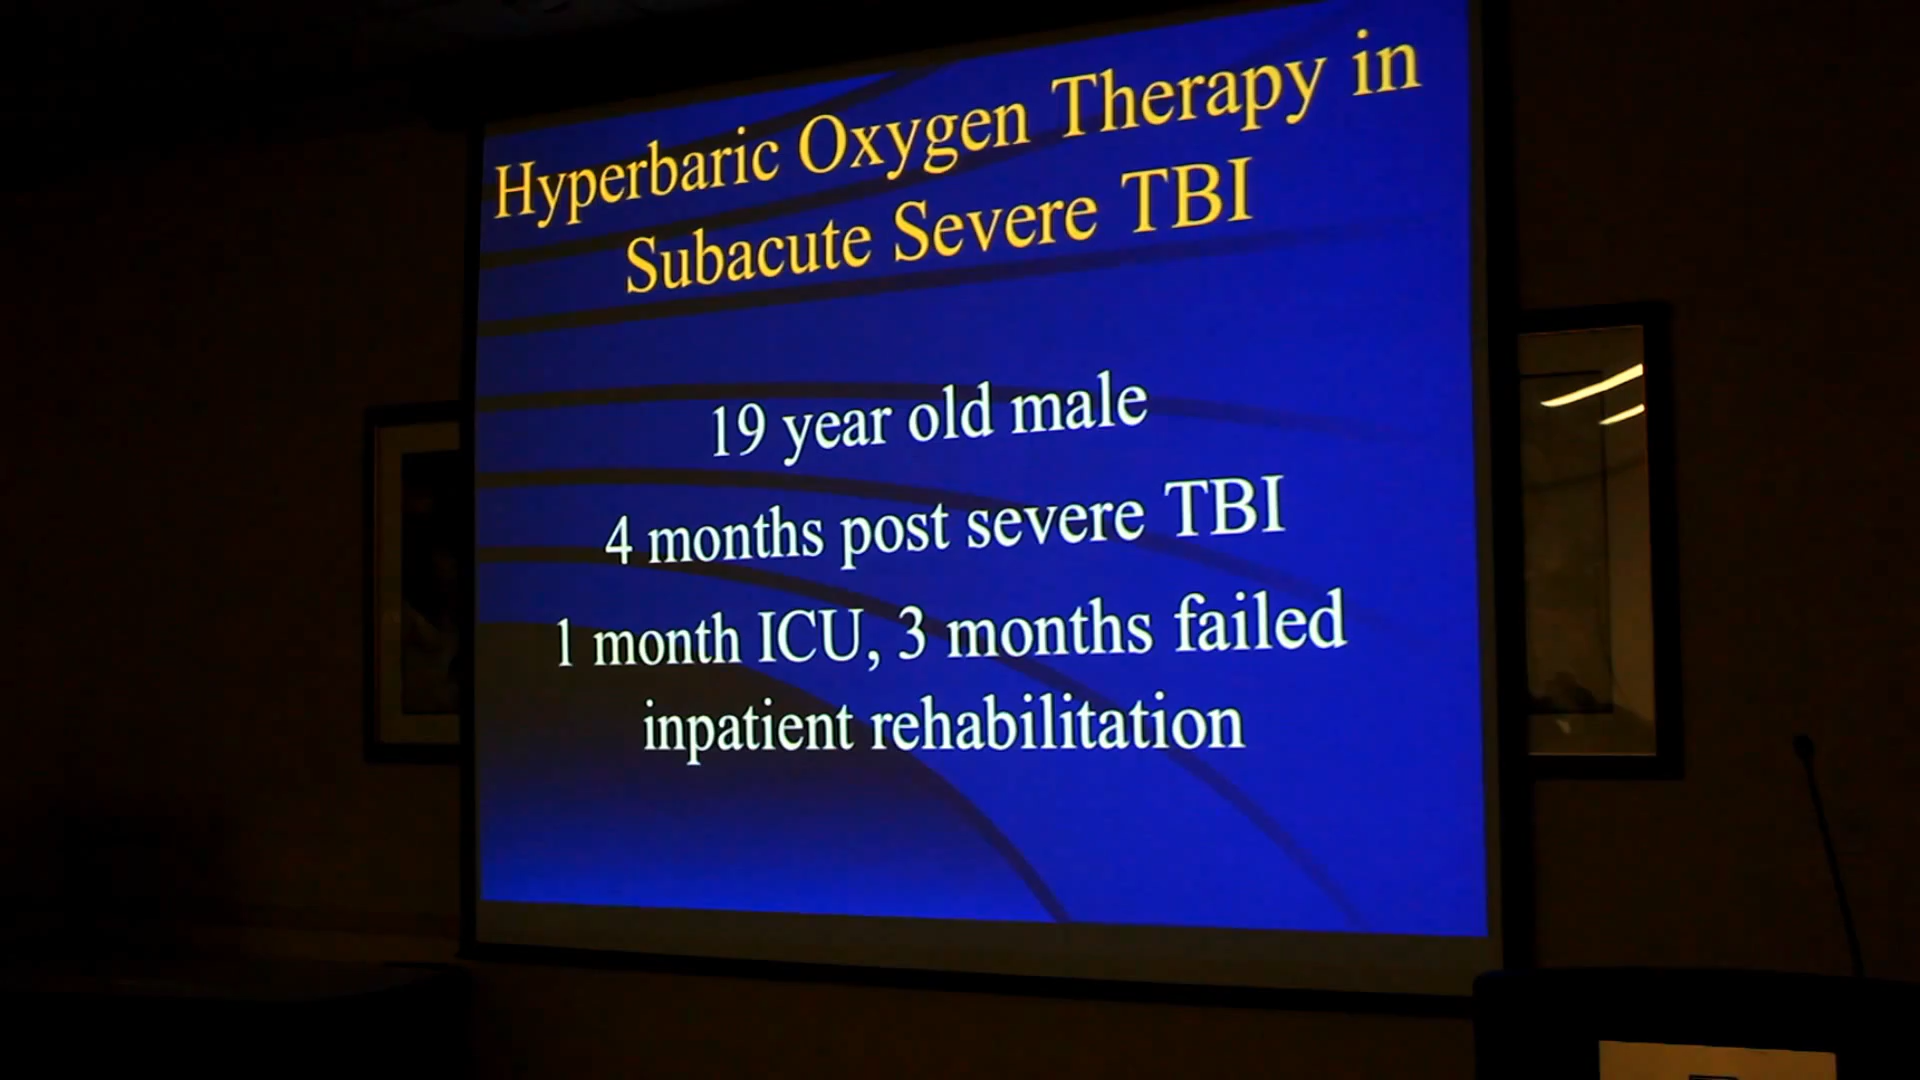 Hyperbaric Oxygen Therapy in
Subacute Severe TBI
19 year old male
4 months post severe TBI
1 month ICU, 3 months failed
inpatient rehabilitation